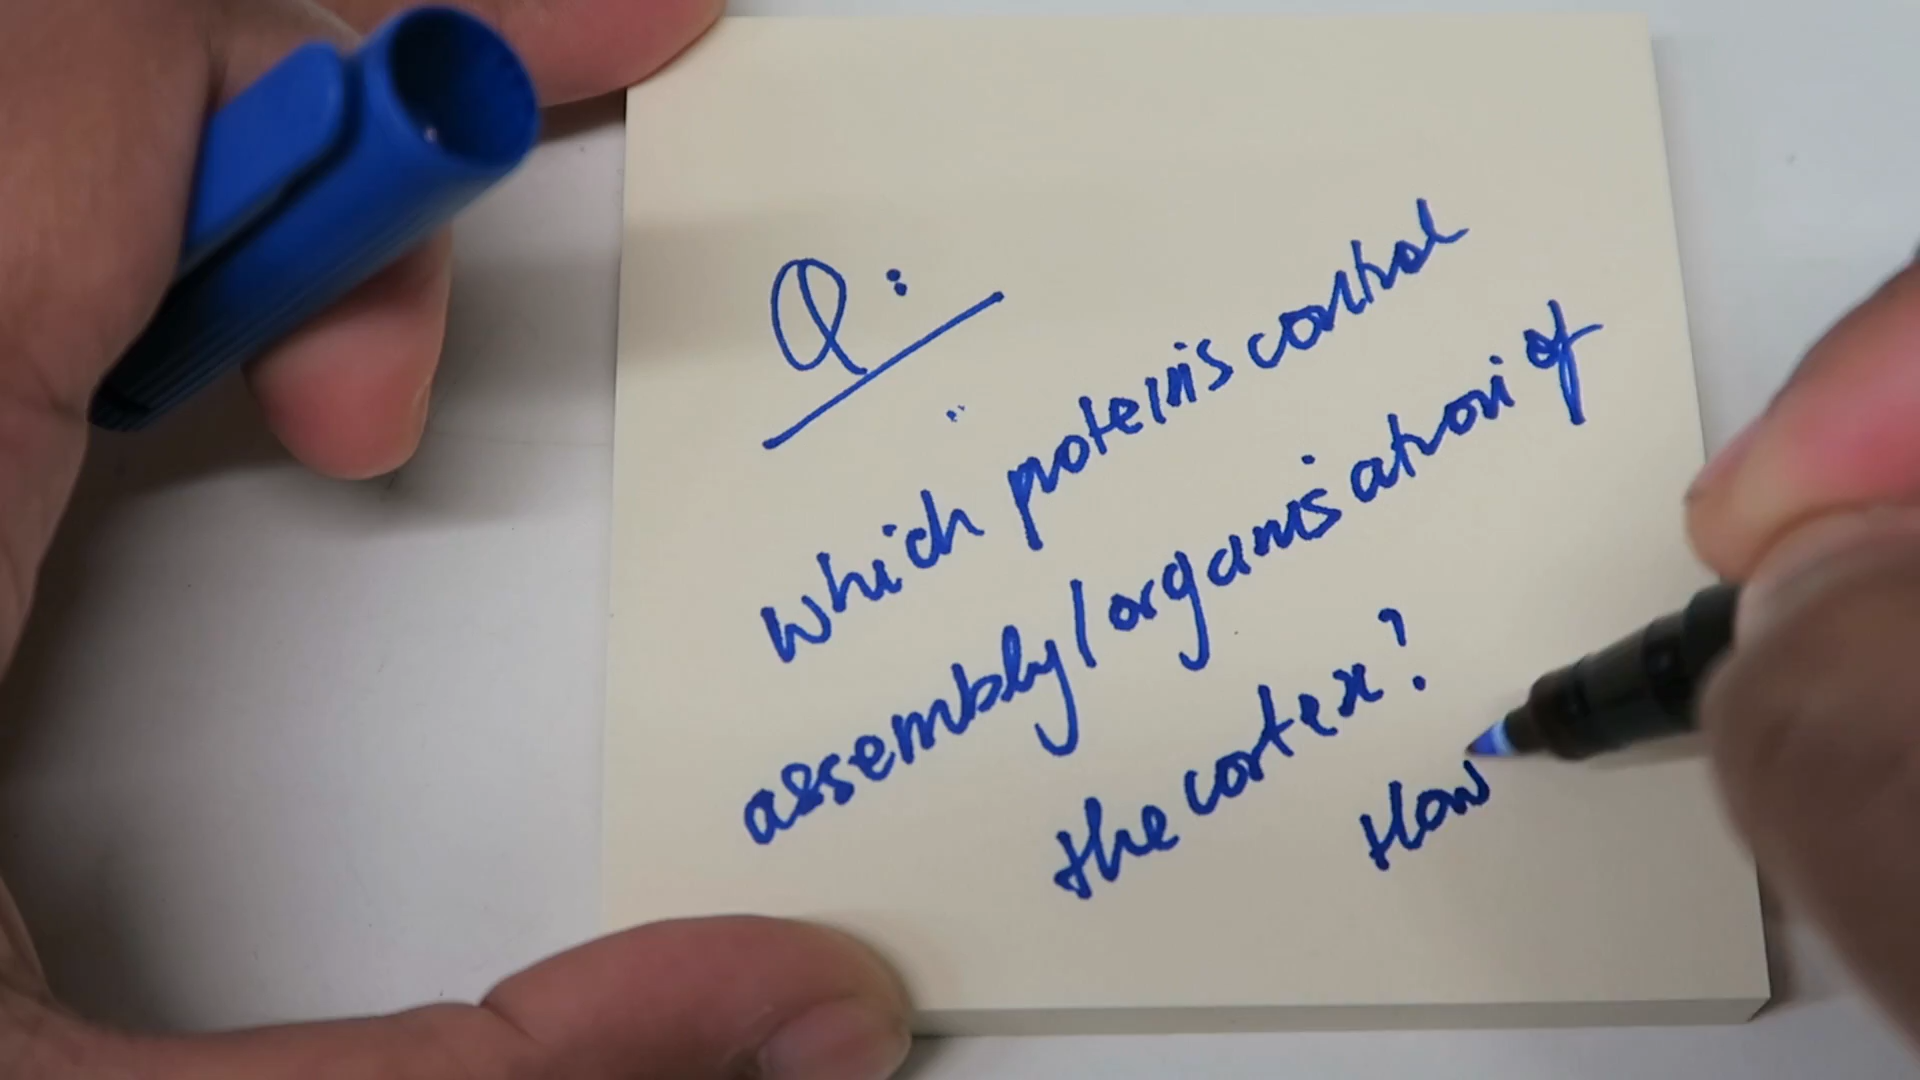 Q:
Which proteins control
assembly/organisation of
the cortex?
How